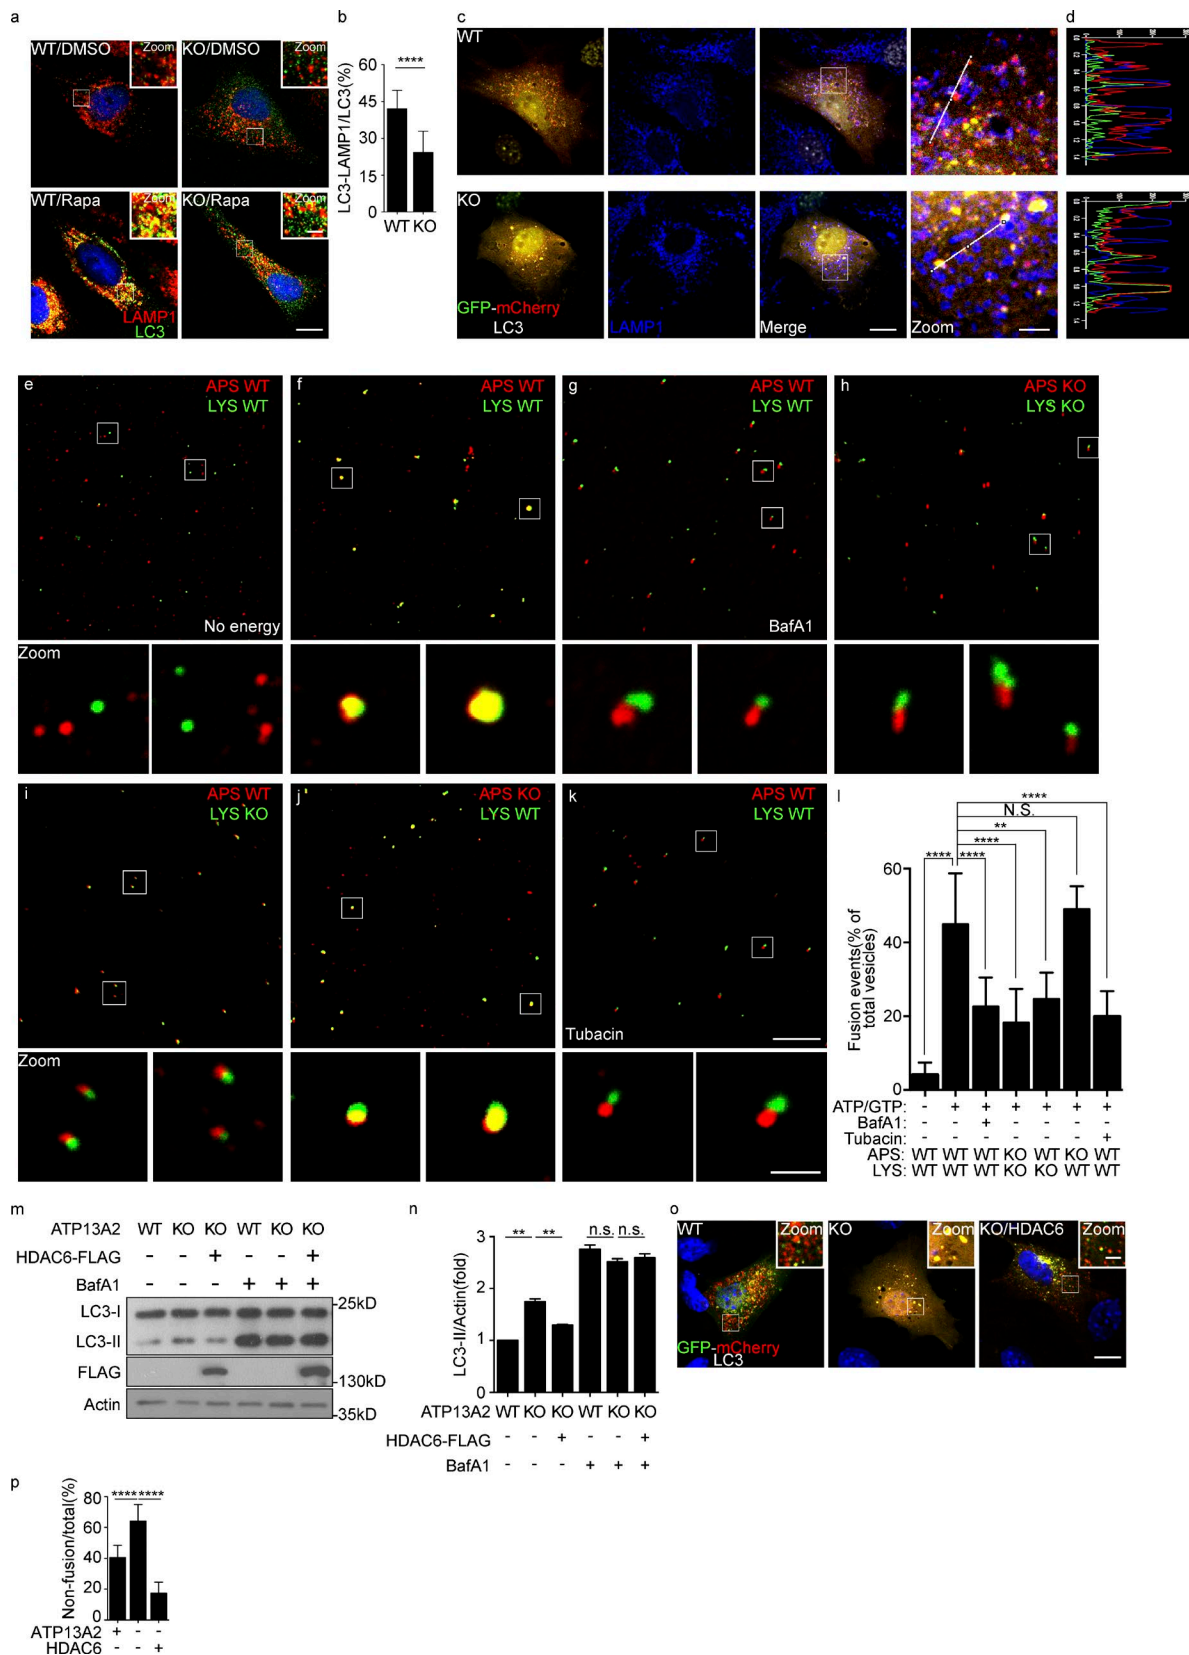 a
WT/DMSO
Zoom
KO/DMSO
Zoom
WT/Rapa
Zoom
KO/Rapa
Zoom
LAMP1
LC3
b
****
LC3-LAMP1/LC3(%)
60
45
30
15
0
WT KO
c
WT
KO
GFP-mCherry
LC3
LAMP1
Merge
Zoom
d
e
APS WT
LYS WT
No energy
f
APS WT
LYS WT
g
APS WT
LYS WT
BafA1
h
APS KO
LYS KO
Zoom
i
APS WT
LYS KO
j
APS KO
LYS WT
k
APS WT
LYS WT
Tubacin
Zoom
l
****
N.S.
**
****
**** ****
Fusion events(% of
total vesicles)
60
40
20
0
ATP/GTP: - + + + + + +
BafA1: - - + - - - -
Tubacin: - - - - - - +
APS: WT WT WT KO WT KO WT
LYS: WT WT WT KO KO WT WT
m
ATP13A2 WT KO KO WT KO KO
HDAC6-FLAG - - + - - +
BafA1 - - - + + +
LC3-I
-25kD
LC3-II
FLAG
-130kD
Actin
-35kD
n
** ** n.s. n.s.
LC3-II/Actin(fold)
3
2
1
0
ATP13A2 WT KO KO WT KO KO
HDAC6-FLAG - - + - - +
BafA1 - - - + + +
o
WT
Zoom
KO
Zoom
KO/HDAC6
Zoom
GFP-mCherry
LC3
p
**** ****
Non-fusion/total(%)
80
60
40
20
0
ATP13A2 + - -
HDAC6 - - +